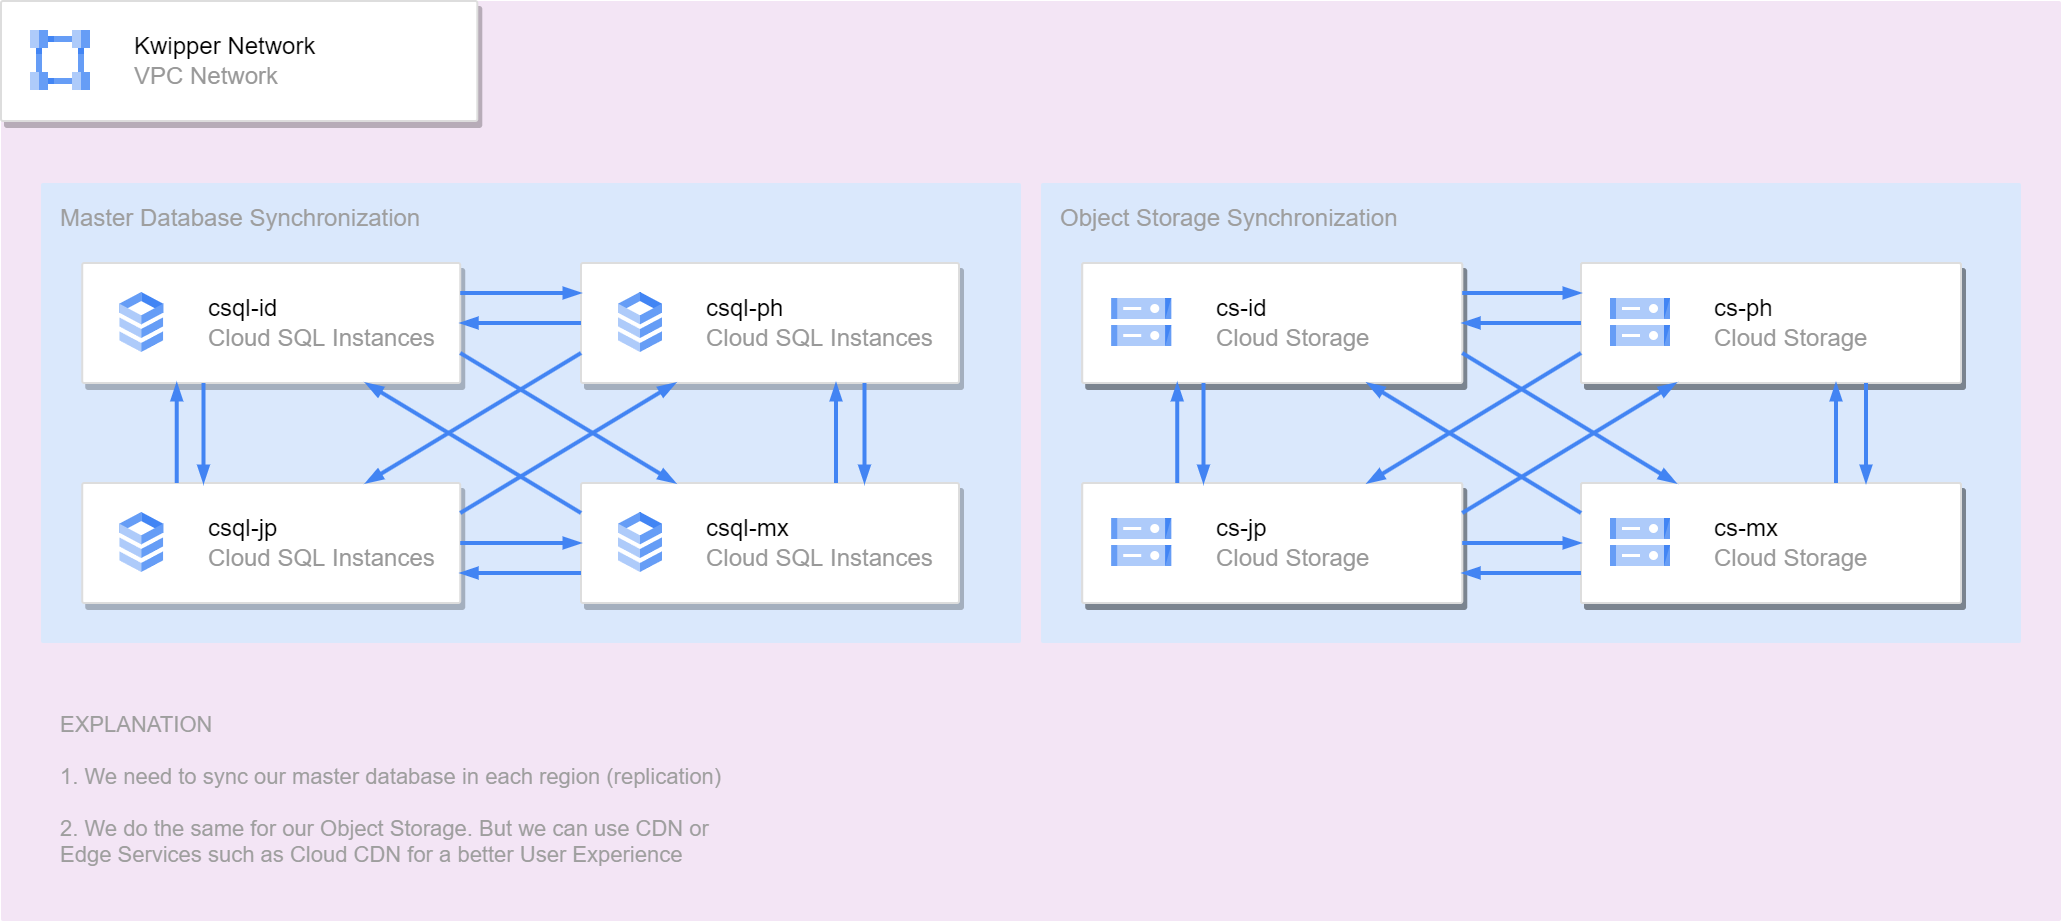 Kwipper Network
VPC Network
Master Database Synchronization
csql-id
Cloud SQL Instances
csql-ph
Cloud SQL Instances
csql-jp
Cloud SQL Instances
csql-mx
Cloud SQL Instances
Object Storage Synchronization
cs-id
Cloud Storage
cs-ph
Cloud Storage
cs-jp
Cloud Storage
cs-mx
Cloud Storage
EXPLANATION
1. We need to sync our master database in each region (replication)
2. We do the same for our Object Storage. But we can use CDN or
Edge Services such as Cloud CDN for a better User Experience